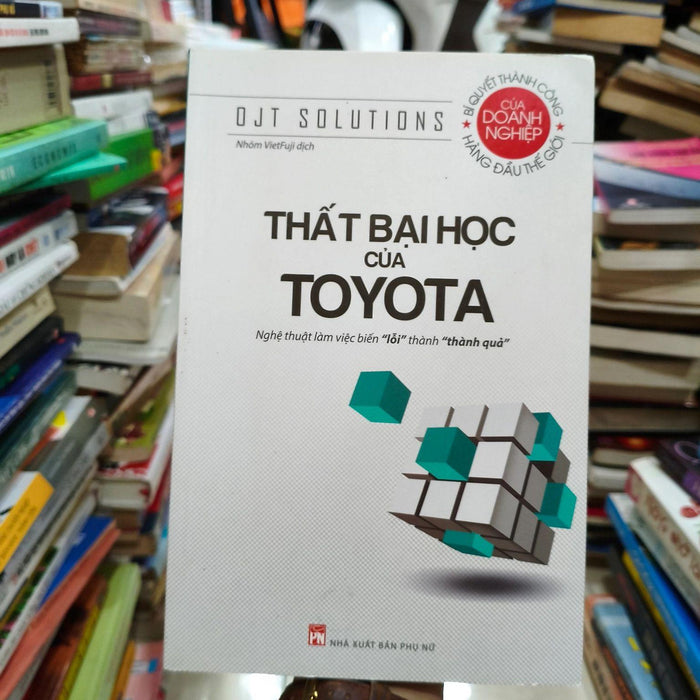 OJT SOLUTIONS
Nhóm VietFuji dịch
BÍ QUYẾT THÀNH CÔNG
CỦA
DOANH
NGHIỆP
HÀNG ĐẦU THẾ GIỚI
THẤT BẠI HỌC
CỦA
TOYOTA
Nghệ thuật làm việc biến “lỗi” thành “thành quả”
PN
NHÀ XUẤT BẢN PHỤ NỮ
ECONOMIE